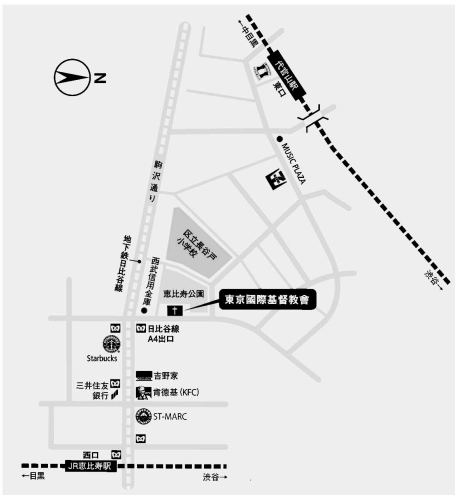 ←中目黒
代官山駅
東口
N
MUSIC PLAZA
駒沢通り
区立長谷戸
小学校
地下鉄日比谷線
西武信用金庫
渋谷→
恵比寿公園
東京國際基督教會
日比谷線
A4出口
Starbucks
吉野家
三井住友
銀行
肯德基 (KFC)
ST-MARC
西口
JR恵比寿駅
←目黒
渋谷→